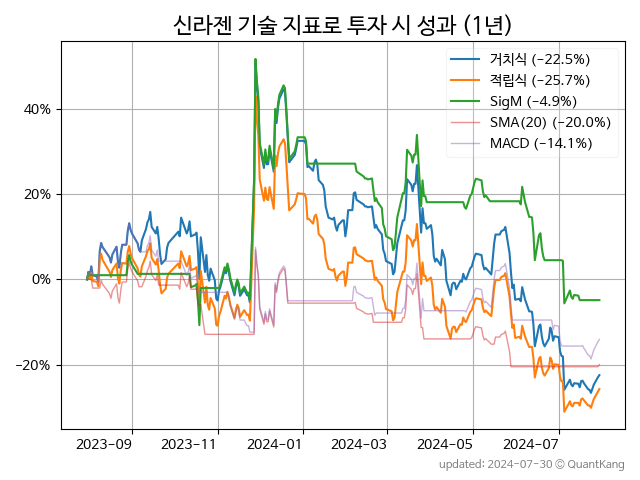 신라젠 기술 지표로 투자 시 성과 (1년)
거치식 (−22.5%)
적립식 (−25.7%)
SigM (−4.9%)
SMA(20) (−20.0%)
MACD (−14.1%)
40%
20%
0%
−20%
2023-09 2023-11 2024-01 2024-03 2024-05 2024-07
updated: 2024-07-30 © QuantKang